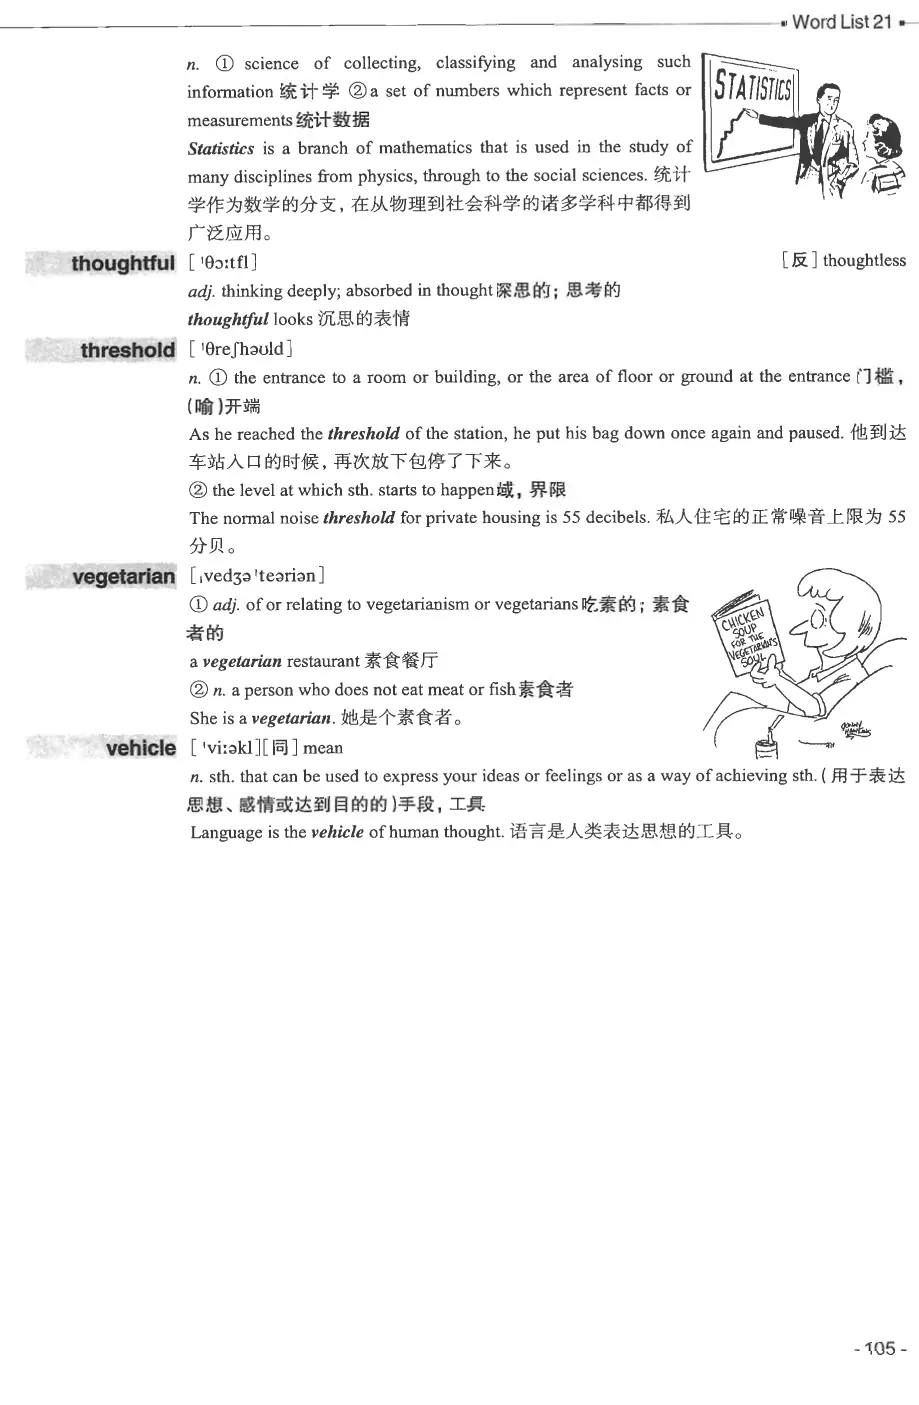 Word List 21
n. ① science of collecting, classifying and analysing such
information 统计学 ② a set of numbers which represent facts or
measurements 统计数据
Statistics is a branch of mathematics that is used in the study of
many disciplines from physics, through to the social sciences. 统计
学作为数学的分支，在从物理到社会科学的诸多学科中都得到
广泛应用。
STATISTICS
thoughtful [ˈθɔːtfl] [反] thoughtless
adj. thinking deeply; absorbed in thought 深思的；思考的
thoughtful looks 沉思的表情
threshold [ˈθreʃhəʊld]
n. ① the entrance to a room or building, or the area of floor or ground at the entrance 门槛，
(喻)开端
As he reached the threshold of the station, he put his bag down once again and paused. 他到达
车站入口的时候，再次放下包停了下来。
② the level at which sth. starts to happen 域，界限
The normal noise threshold for private housing is 55 decibels. 私人住宅的正常噪音上限为 55
分贝。
vegetarian [ˌvedʒəˈteəriən]
① adj. of or relating to vegetarianism or vegetarians 吃素的；素食
者的
a vegetarian restaurant 素食餐厅
② n. a person who does not eat meat or fish 素食者
She is a vegetarian. 她是个素食者。
CHICKEN
SOUP
FOR THE
VEGETARIAN'S
SOUL
vehicle [ˈviːəkl][同] mean
n. sth. that can be used to express your ideas or feelings or as a way of achieving sth. (用于表达
思想、感情或达到目的的)手段，工具
Language is the vehicle of human thought. 语言是人类表达思想的工具。
- 105 -